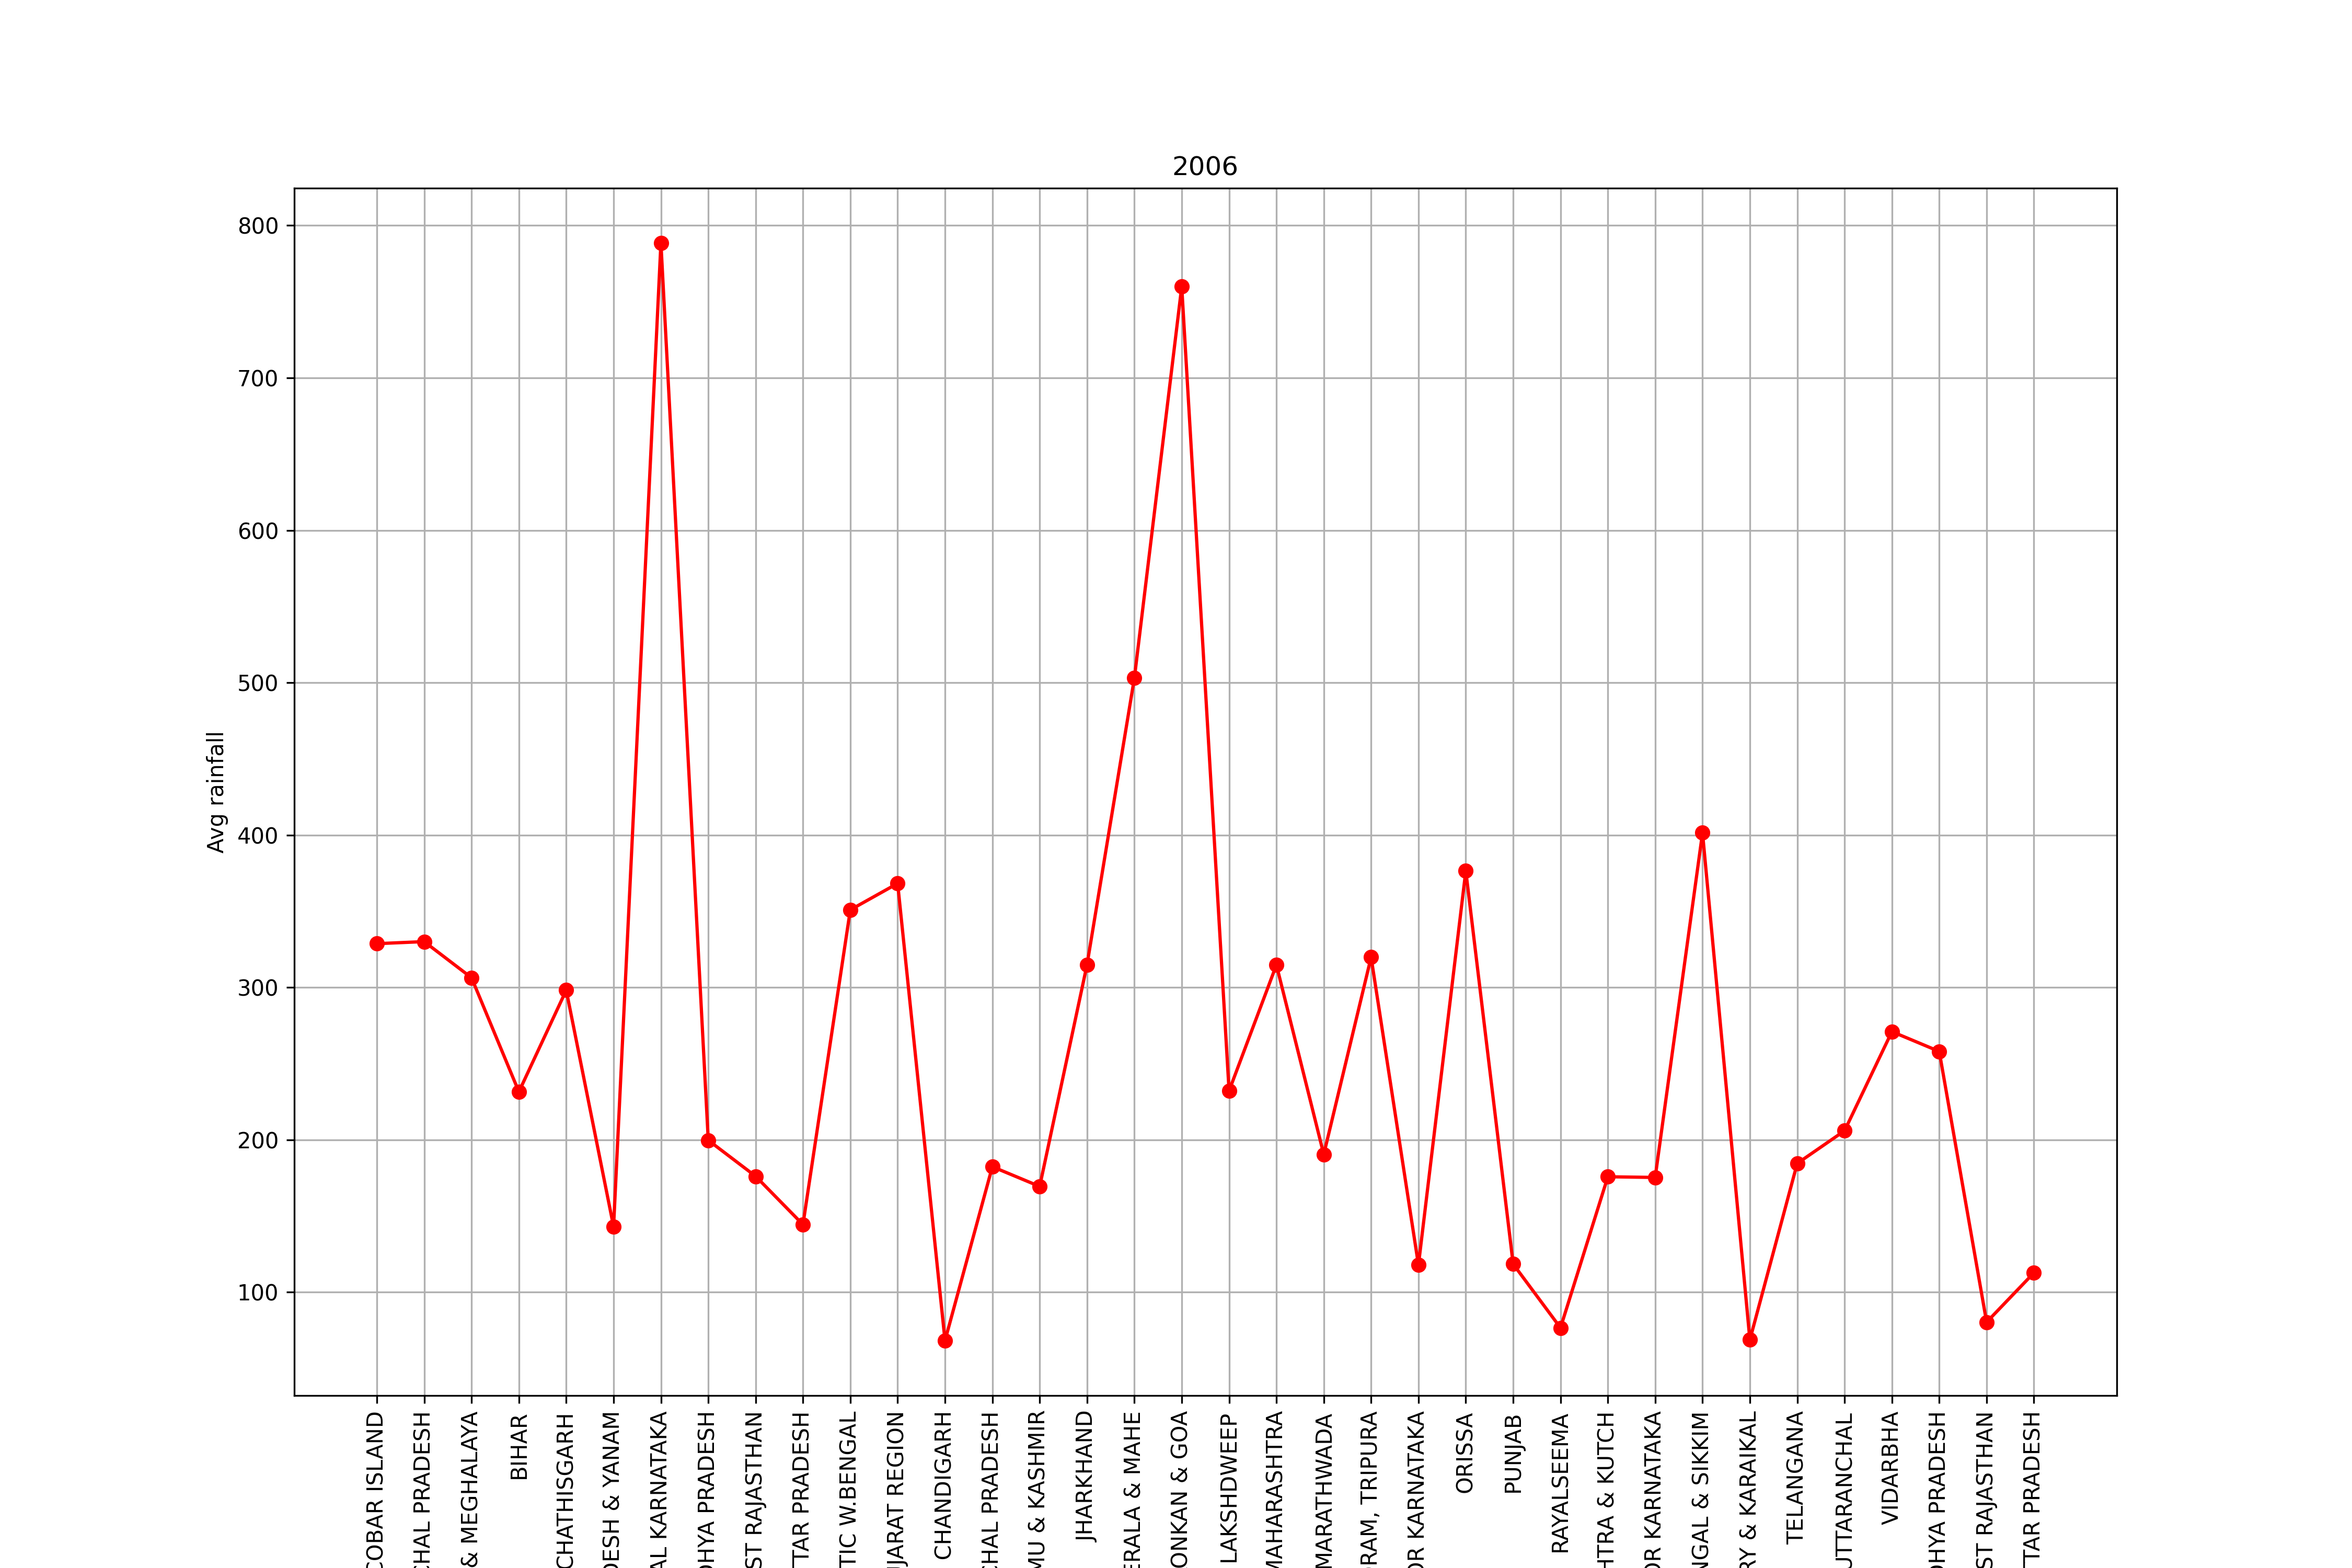 2006
800
700
600
500
400
300
200
100
Avg rainfall
COBAR ISLAND
CHAL PRADESH
& MEGHALAYA
BIHAR
CHATHISGARH
DESH & YANAM
AL KARNATAKA
DHYA PRADESH
ST RAJASTHAN
TTAR PRADESH
TIC W.BENGAL
JARAT REGION
CHANDIGARH
CHAL PRADESH
MU & KASHMIR
JHARKHAND
ERALA & MAHE
ONKAN & GOA
LAKSHDWEEP
MAHARASHTRA
MARATHWADA
RAM, TRIPURA
OR KARNATAKA
ORISSA
PUNJAB
RAYALSEEMA
HTRA & KUTCH
OR KARNATAKA
NGAL & SIKKIM
RY & KARAIKAL
TELANGANA
UTTARANCHAL
VIDARBHA
DHYA PRADESH
ST RAJASTHAN
TTAR PRADESH